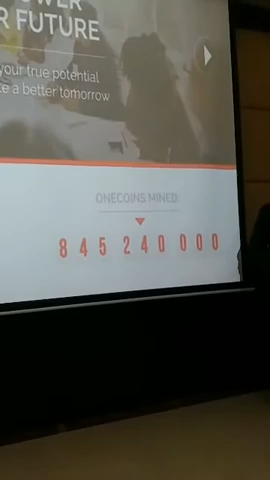 R FUTURE
your true potential
a better tomorrow
ONECOINS MINED:
845 240 000